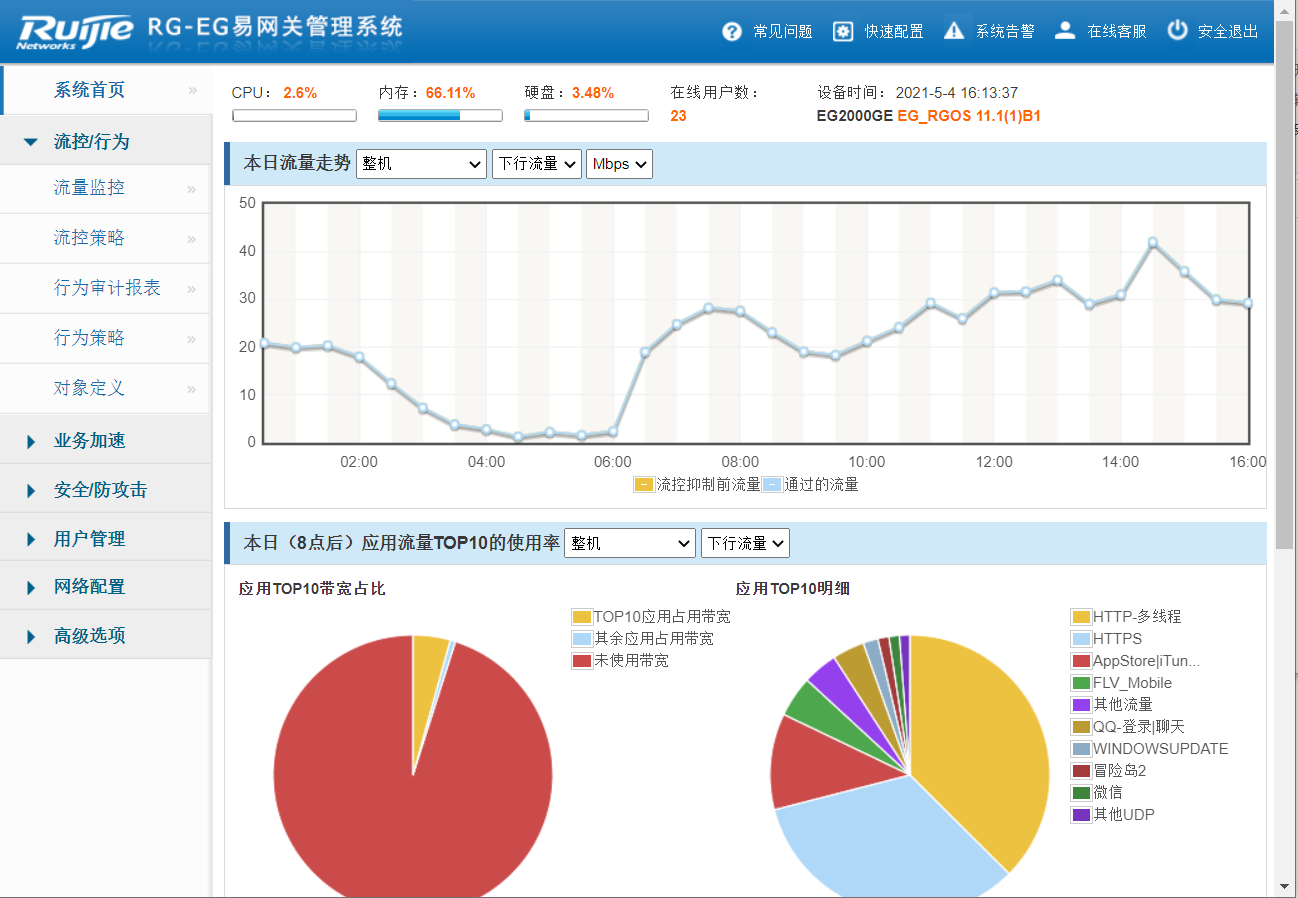 Ruijie Networks RG-EG易网关管理系统
常见问题 快速配置 系统告警 在线客服 安全退出
系统首页
流控/行为
流量监控
流控策略
行为审计报表
行为策略
对象定义
业务加速
安全/防攻击
用户管理
网络配置
高级选项
CPU： 2.6% 内存：66.11% 硬盘：3.48% 在线用户数： 设备时间： 2021-5-4 16:13:37
23 EG2000GE EG_RGOS 11.1(1)B1
本日流量走势 整机 下行流量 Mbps
50
40
30
20
10
0
02:00 04:00 06:00 08:00 10:00 12:00 14:00 16:00
流控抑制前流量 通过的流量
本日（8点后）应用流量TOP10的使用率 整机 下行流量
应用TOP10带宽占比
TOP10应用占用带宽
其余应用占用带宽
未使用带宽
应用TOP10明细
HTTP-多线程
HTTPS
AppStore|iTun...
FLV_Mobile
其他流量
QQ-登录|聊天
WINDOWSUPDATE
冒险岛2
微信
其他UDP